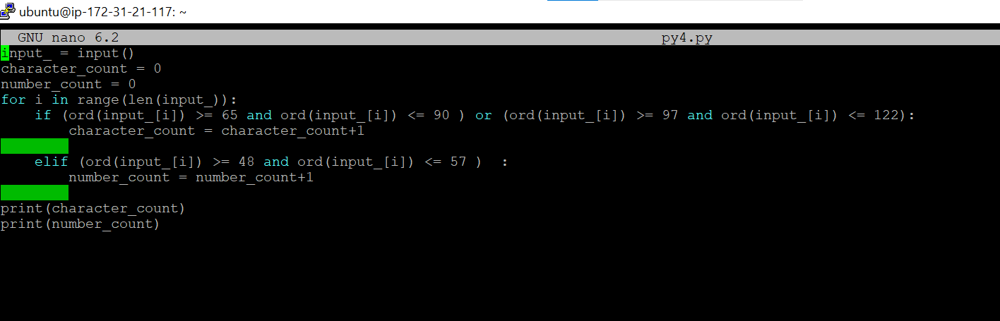 ubuntu@ip-172-31-21-117: ~
GNU nano 6.2 py4.py
input_ = input()
character_count = 0
number_count = 0
for i in range(len(input_)):
    if (ord(input_[i]) >= 65 and ord(input_[i]) <= 90 ) or (ord(input_[i]) >= 97 and ord(input_[i]) <= 122):
        character_count = character_count+1
    elif (ord(input_[i]) >= 48 and ord(input_[i]) <= 57 )  :
        number_count = number_count+1
print(character_count)
print(number_count)